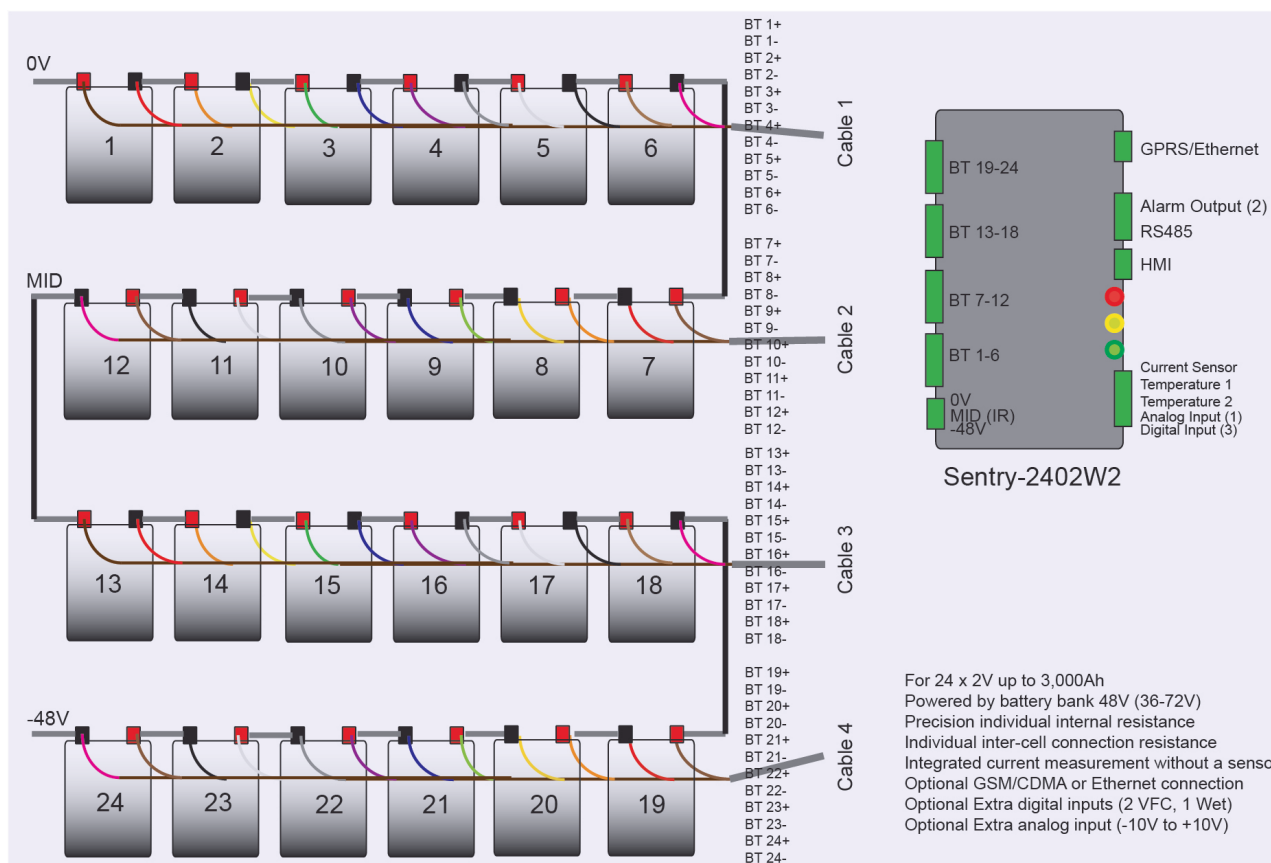 0V
1
2
3
4
5
6
BT 1+
BT 1-
BT 2+
BT 2-
BT 3+
BT 3-
BT 4+
BT 4-
BT 5+
BT 5-
BT 6+
BT 6-
Cable 1
MID
12
11
10
9
8
7
BT 7+
BT 7-
BT 8+
BT 8-
BT 9+
BT 9-
BT 10+
BT 10-
BT 11+
BT 11-
BT 12+
BT 12-
Cable 2
13
14
15
16
17
18
BT 13+
BT 13-
BT 14+
BT 14-
BT 15+
BT 15-
BT 16+
BT 16-
BT 17+
BT 17-
BT 18+
BT 18-
Cable 3
-48V
24
23
22
21
20
19
BT 19+
BT 19-
BT 20+
BT 20-
BT 21+
BT 21-
BT 22+
BT 22-
BT 23+
BT 23-
BT 24+
BT 24-
Cable 4
BT 19-24
BT 13-18
BT 7-12
BT 1-6
0V
MID (IR)
-48V
GPRS/Ethernet
Alarm Output (2)
RS485
HMI
Current Sensor
Temperature 1
Temperature 2
Analog Input (1)
Digital Input (3)
Sentry-2402W2
For 24 x 2V up to 3,000Ah
Powered by battery bank 48V (36-72V)
Precision individual internal resistance
Individual inter-cell connection resistance
Integrated current measurement without a senso
Optional GSM/CDMA or Ethernet connection
Optional Extra digital inputs (2 VFC, 1 Wet)
Optional Extra analog input (-10V to +10V)